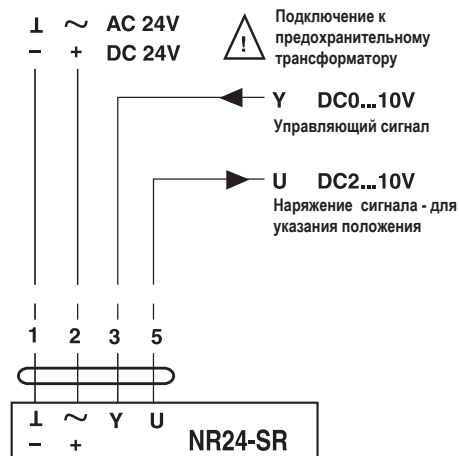 ⊥ ~ AC 24V
– + DC 24V
Подключение к
предохранительному
трансформатору
!
Y DC0...10V
Управляющий сигнал
U DC2...10V
Наряжение сигнала - для
указания положения
1 2 3 5
⊥ ~ Y U
– +
NR24-SR